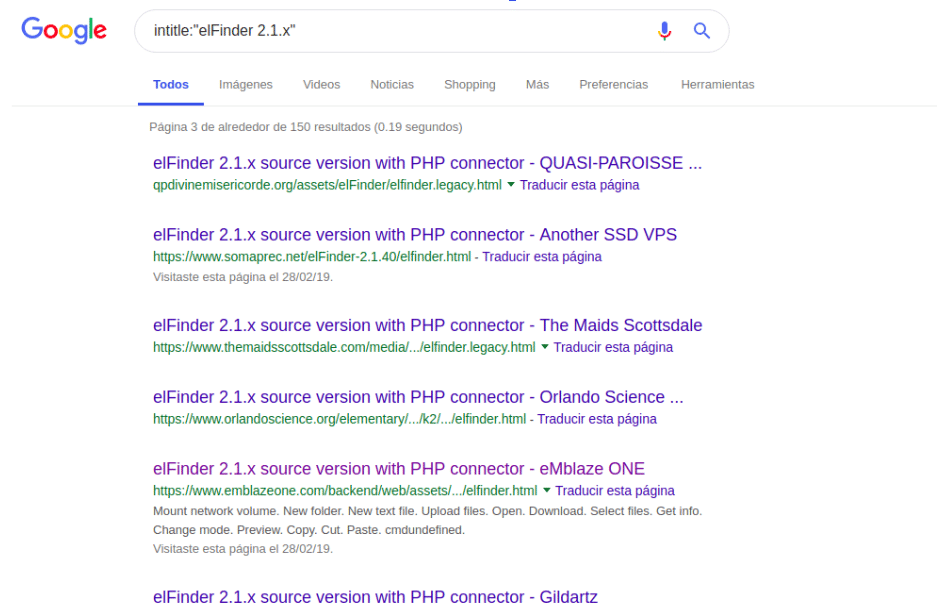 Google
intitle:"elFinder 2.1.x"
Todos Imágenes Videos Noticias Shopping Más Preferencias Herramientas
Página 3 de alrededor de 150 resultados (0.19 segundos)
elFinder 2.1.x source version with PHP connector - QUASI-PAROISSE ...
qpdivinemisericorde.org/assets/elFinder/elfinder.legacy.html Traducir esta página
elFinder 2.1.x source version with PHP connector - Another SSD VPS
https://www.somaprec.net/elFinder-2.1.40/elfinder.html - Traducir esta página
Visitaste esta página el 28/02/19.
elFinder 2.1.x source version with PHP connector - The Maids Scottsdale
https://www.themaidsscottsdale.com/media/.../elfinder.legacy.html Traducir esta página
elFinder 2.1.x source version with PHP connector - Orlando Science ...
https://www.orlandoscience.org/elementary/.../k2/.../elfinder.html - Traducir esta página
elFinder 2.1.x source version with PHP connector - eMblaze ONE
https://www.emblazeone.com/backend/web/assets/.../elfinder.html Traducir esta página
Mount network volume. New folder. New text file. Upload files. Open. Download. Select files. Get info.
Change mode. Preview. Copy. Cut. Paste. cmdundefined.
Visitaste esta página el 28/02/19.
elFinder 2.1.x source version with PHP connector - Gildartz